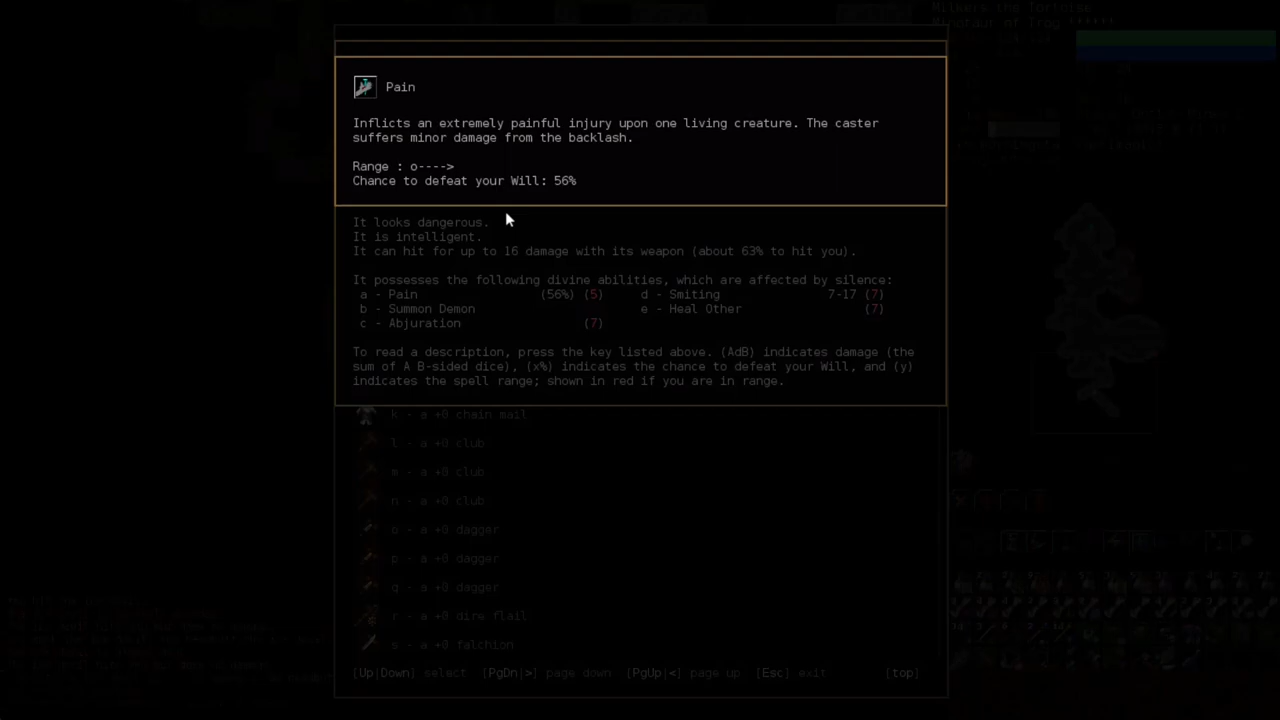 Pain
Inflicts an extremely painful injury upon one living creature. The caster
suffers minor damage from the backlash.
Range : o---->
Chance to defeat your Will: 56%
It looks dangerous.
It is intelligent.
It can hit for up to 16 damage with its weapon (about 63% to hit you).
It possesses the following divine abilities, which are affected by silence:
a - Pain (56%) (5) d - Smiting 7-17 (7)
b - Summon Demon e - Heal Other (7)
c - Abjuration (7)
To read a description, press the key listed above. (AdB) indicates damage (the
sum of A B-sided dice), (x%) indicates the chance to defeat your Will, and (y)
indicates the spell range; shown in red if you are in range.
k - a +0 chain mail
l - a +0 club
m - a +0 club
n - a +0 club
o - a +0 dagger
p - a +0 dagger
q - a +0 dagger
r - a +0 dire flail
s - a +0 falchion
[Up|Down] select [PgDn|>] page down [PgUp|<] page up [Esc] exit [top]